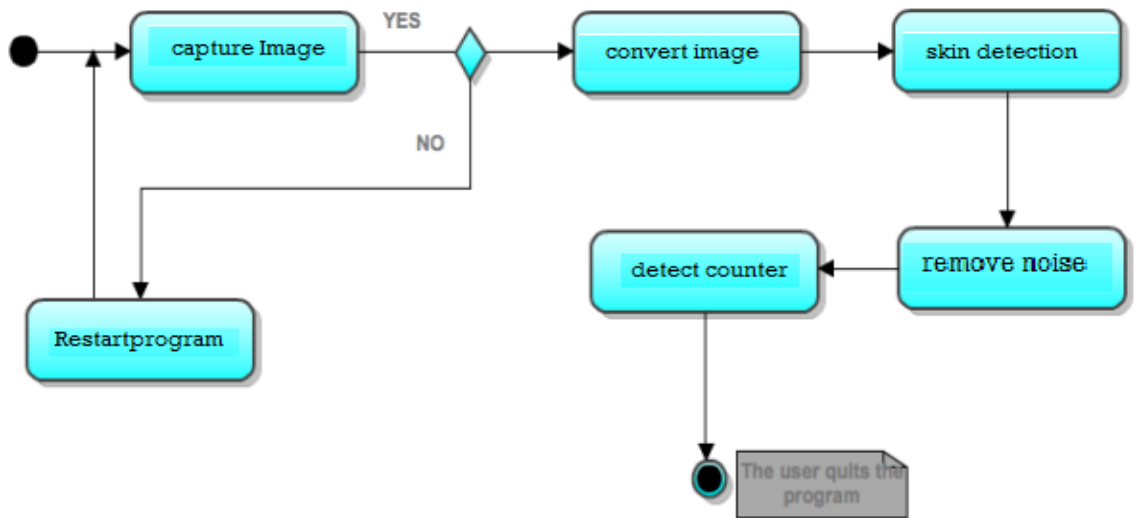 YES
capture Image
convert image
skin detection
NO
remove noise
detect counter
Restartprogram
The user quits the
program